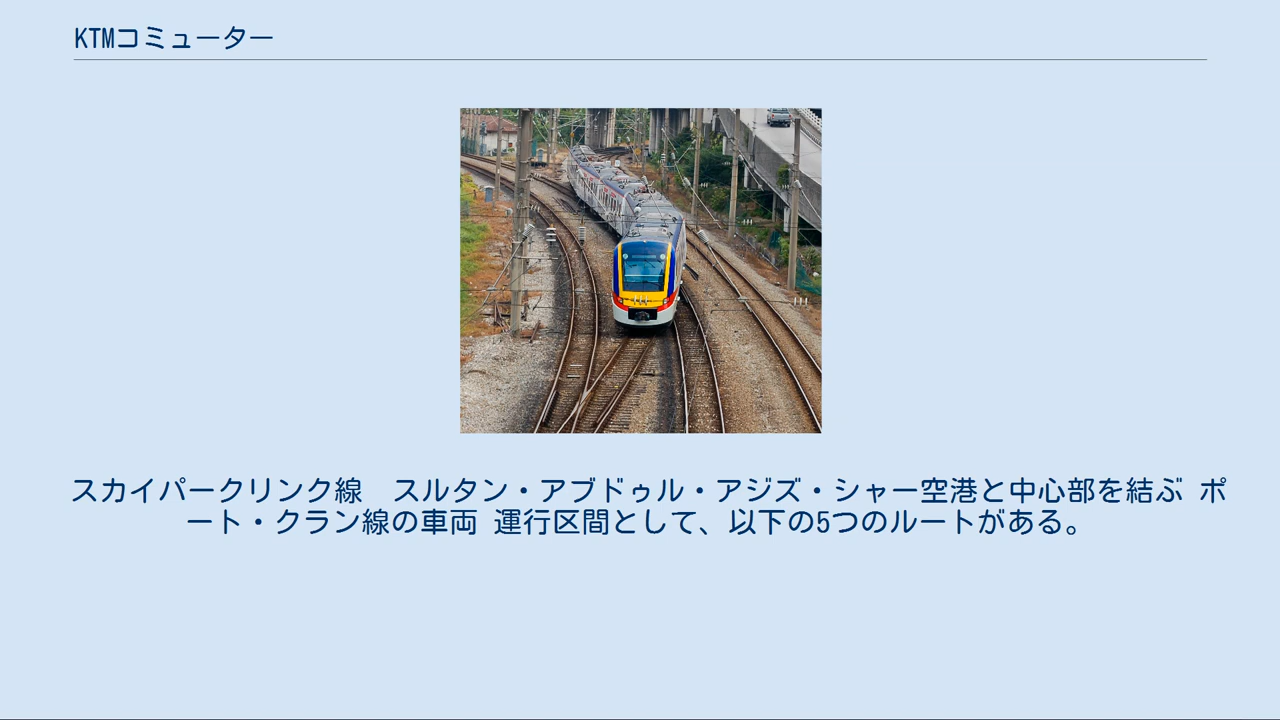 KTMコミューター
スカイパークリンク線　スルタン・アブドゥル・アジズ・シャー空港と中心部を結ぶ ポ
ート・クラン線の車両 運行区間として、以下の5つのルートがある。